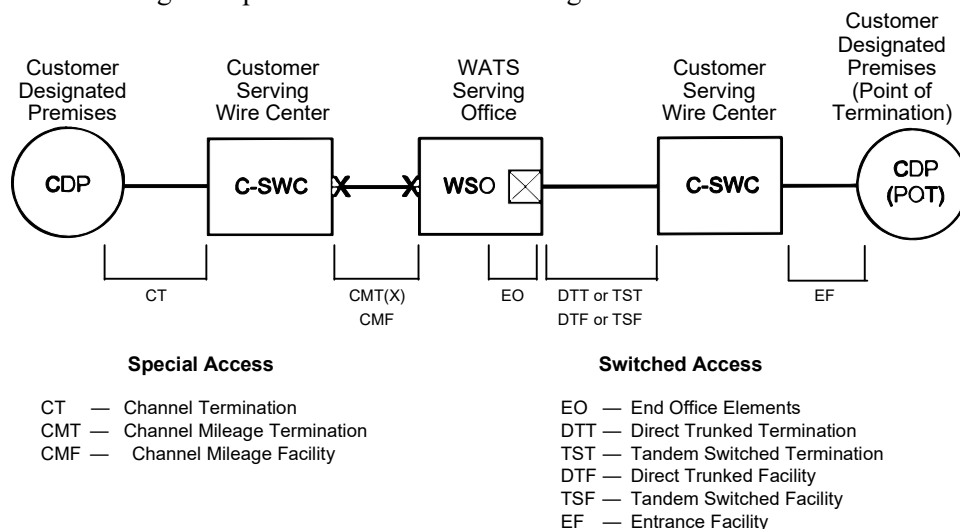 Customer
Designated
Premises
Customer
Serving
Wire Center
WATS
Serving
Office
Customer
Serving
Wire Center
Customer
Designated
Premises
(Point of
Termination)
CDP
C-SWC
X
X
WSO
C-SWC
CDP
(POT)
CT
CMT(X)
CMF
EO
DTT or TST
DTF or TSF
EF
Special Access
CT — Channel Termination
CMT — Channel Mileage Termination
CMF — Channel Mileage Facility
Switched Access
EO — End Office Elements
DTT — Direct Trunked Termination
TST — Tandem Switched Termination
DTF — Direct Trunked Facility
TSF — Tandem Switched Facility
EF — Entrance Facility